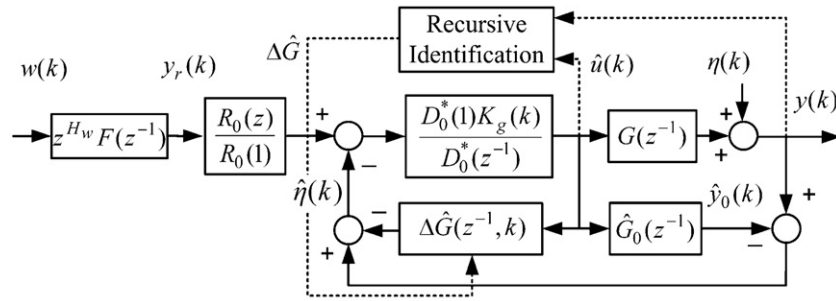 Recursive
Identification
ΔĜ
w(k)
y_r(k)
û(k)
η(k)
y(k)
z^{H_w} F(z^{-1})
R_0(z)
R_0(1)
+
−
D_0^*(1)K_g(k)
D_0^*(z^{-1})
G(z^{-1})
+
+
η̂(k)
ŷ_0(k)
−
+
ΔĜ(z^{-1}, k)
Ĝ_0(z^{-1})
−
+